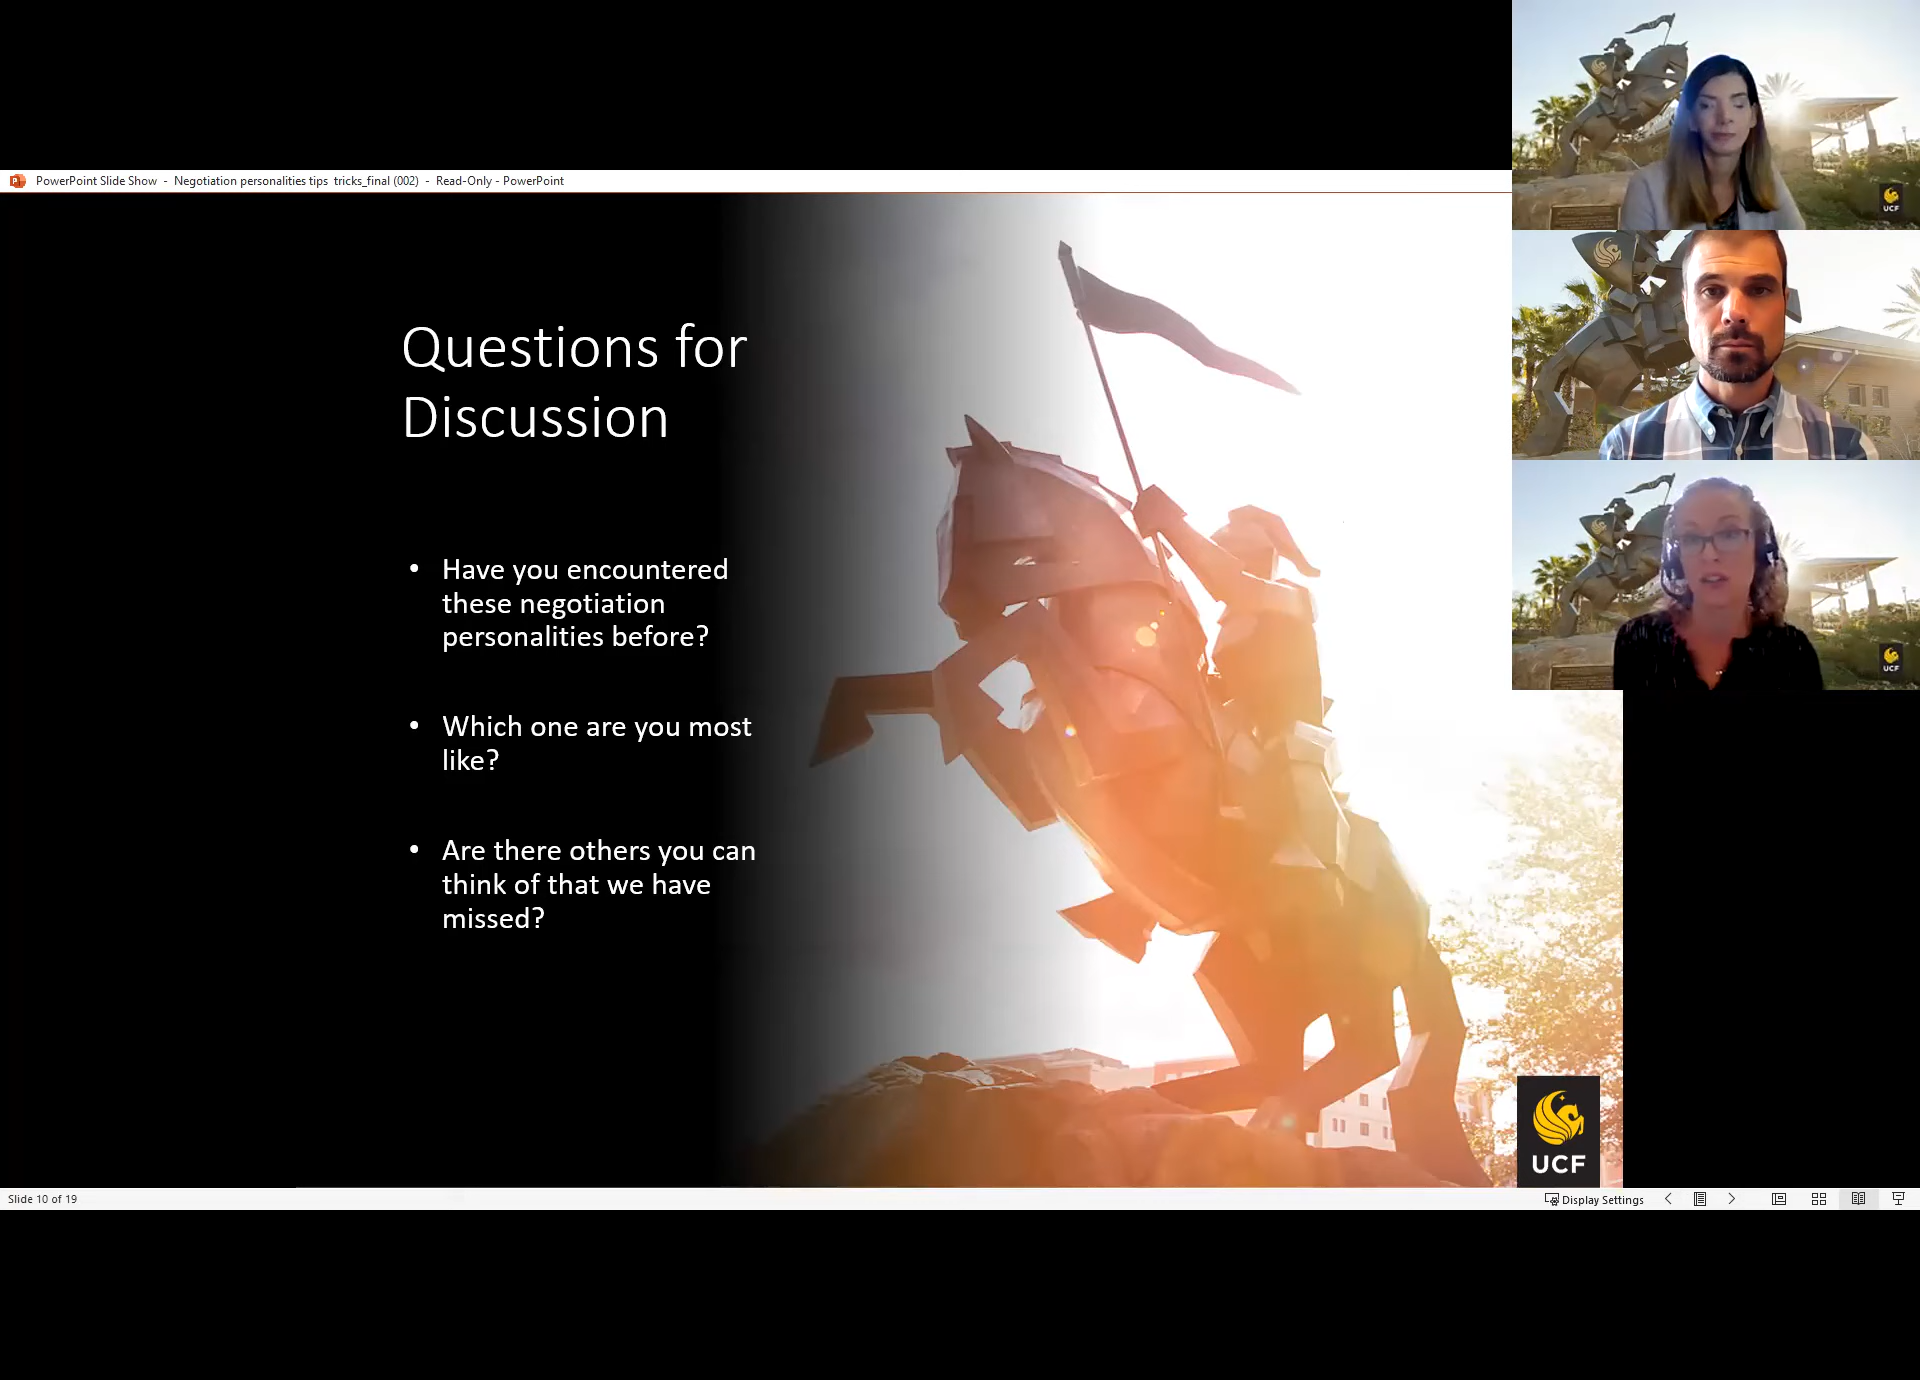 PowerPoint Slide Show - Negotiation personalities tips tricks_final (002) - Read-Only - PowerPoint
Questions for
Discussion
• Have you encountered
these negotiation
personalities before?
• Which one are you most
like?
• Are there others you can
think of that we have
missed?
UCF
UCF
UCF
Slide 10 of 19
Display Settings